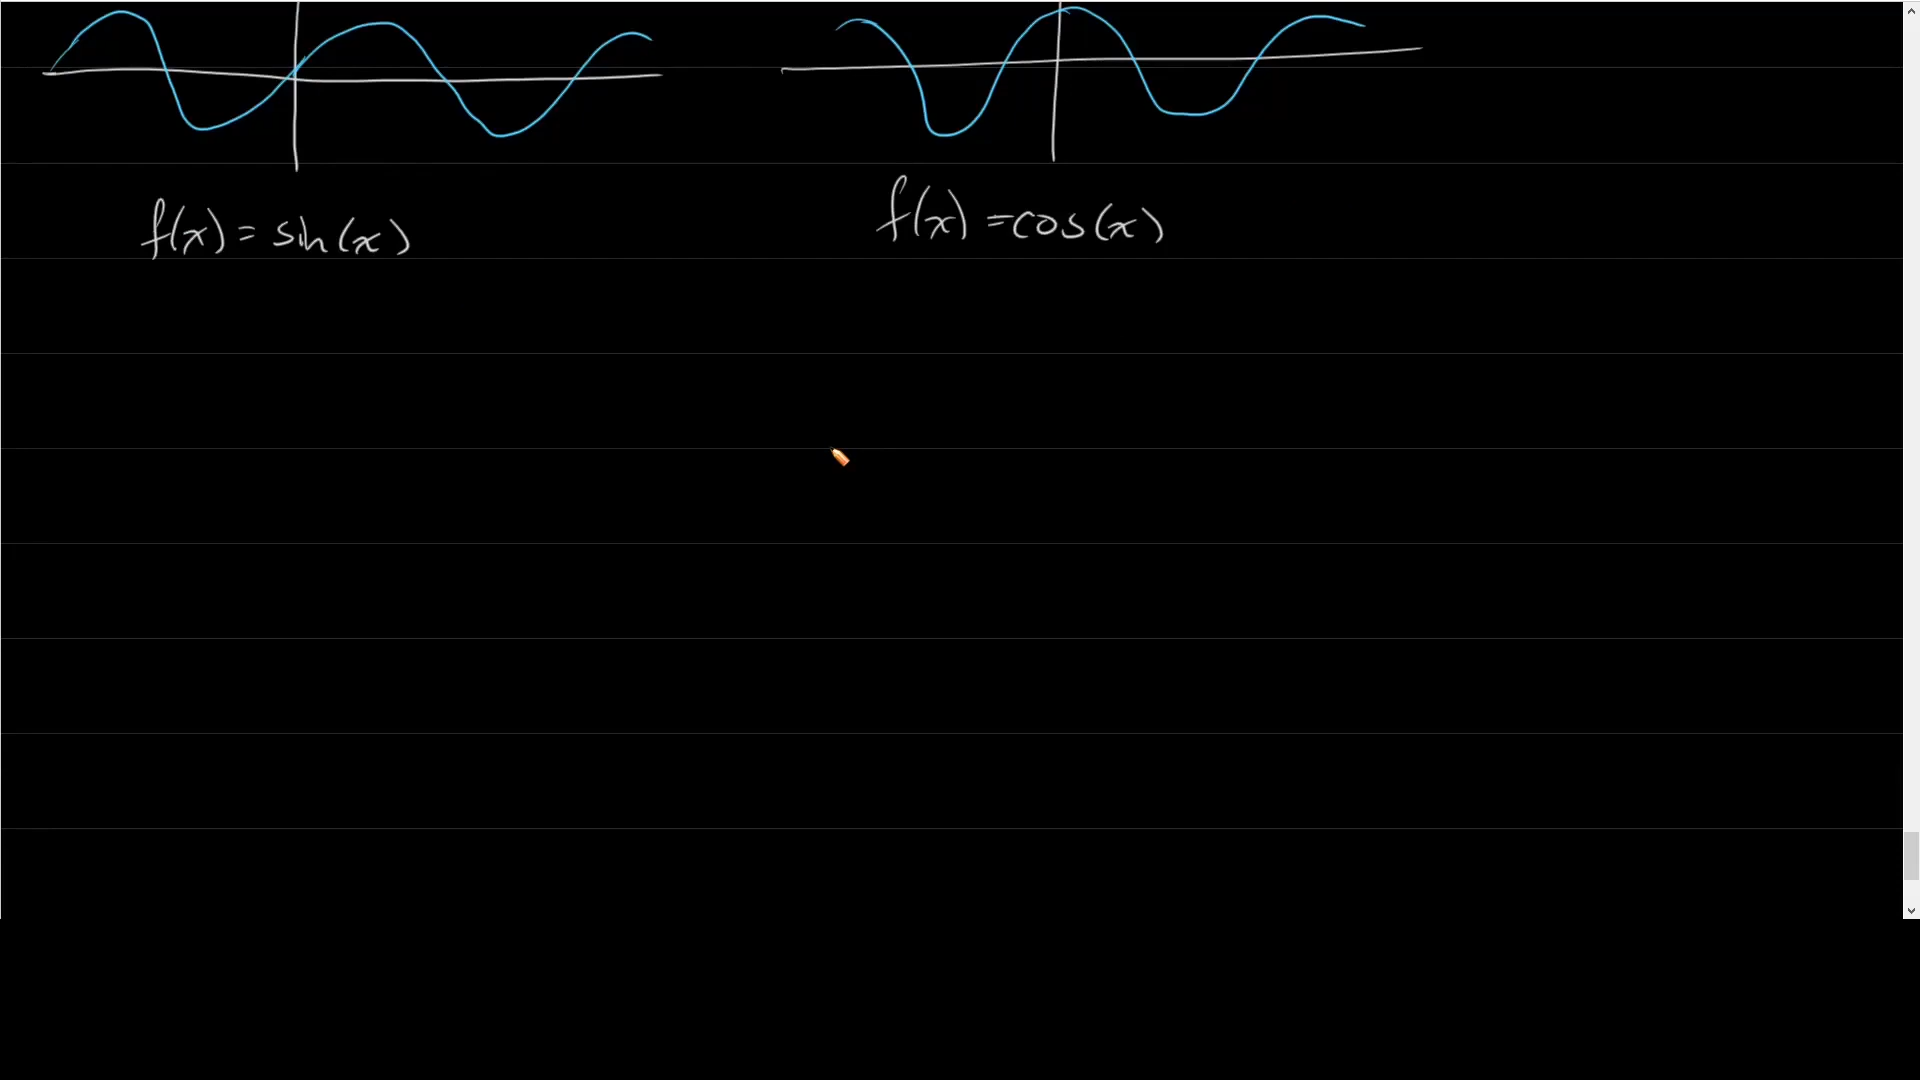 f(x) = sin(x)
f(x) = cos(x)